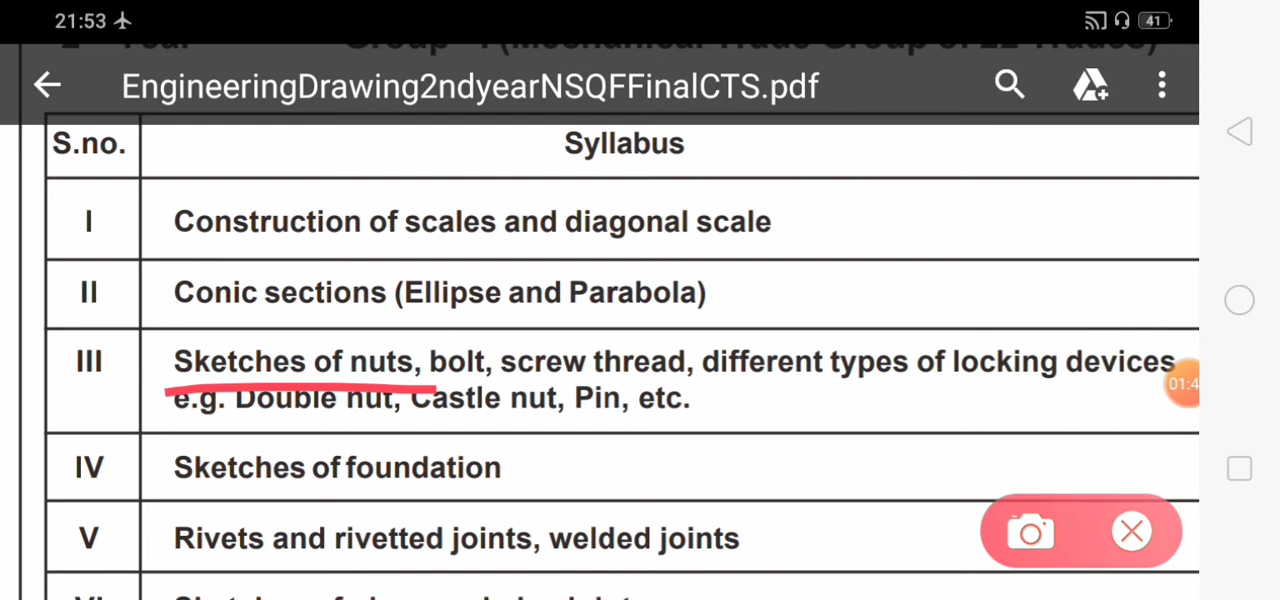 21:53
41
EngineeringDrawing2ndyearNSQFFinalCTS.pdf
S.no. Syllabus
I Construction of scales and diagonal scale
II Conic sections (Ellipse and Parabola)
III Sketches of nuts, bolt, screw thread, different types of locking devices
e.g. Double nut, Castle nut, Pin, etc.
01:4
IV Sketches of foundation
V Rivets and rivetted joints, welded joints